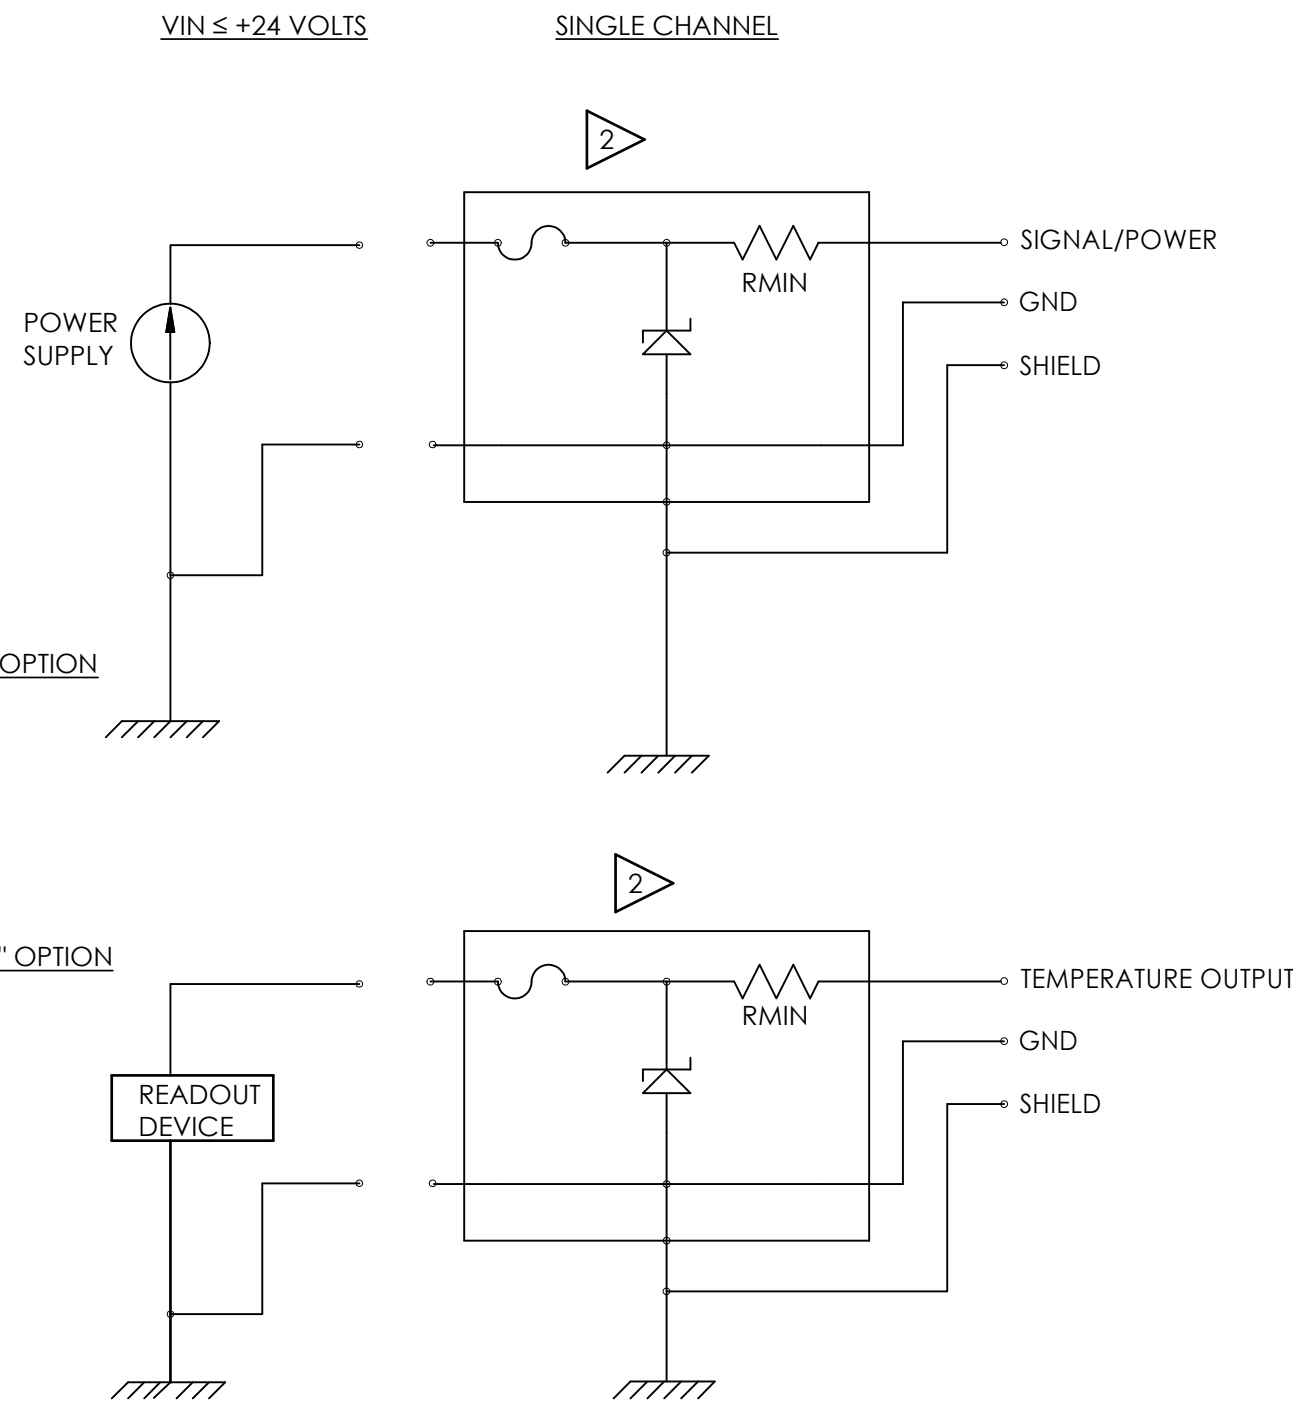 VIN ≤ +24 VOLTS
SINGLE CHANNEL
2
SIGNAL/POWER
RMIN
GND
POWER
SUPPLY
SHIELD
OPTION
2
" OPTION
TEMPERATURE OUTPUT
RMIN
GND
READOUT
DEVICE
SHIELD